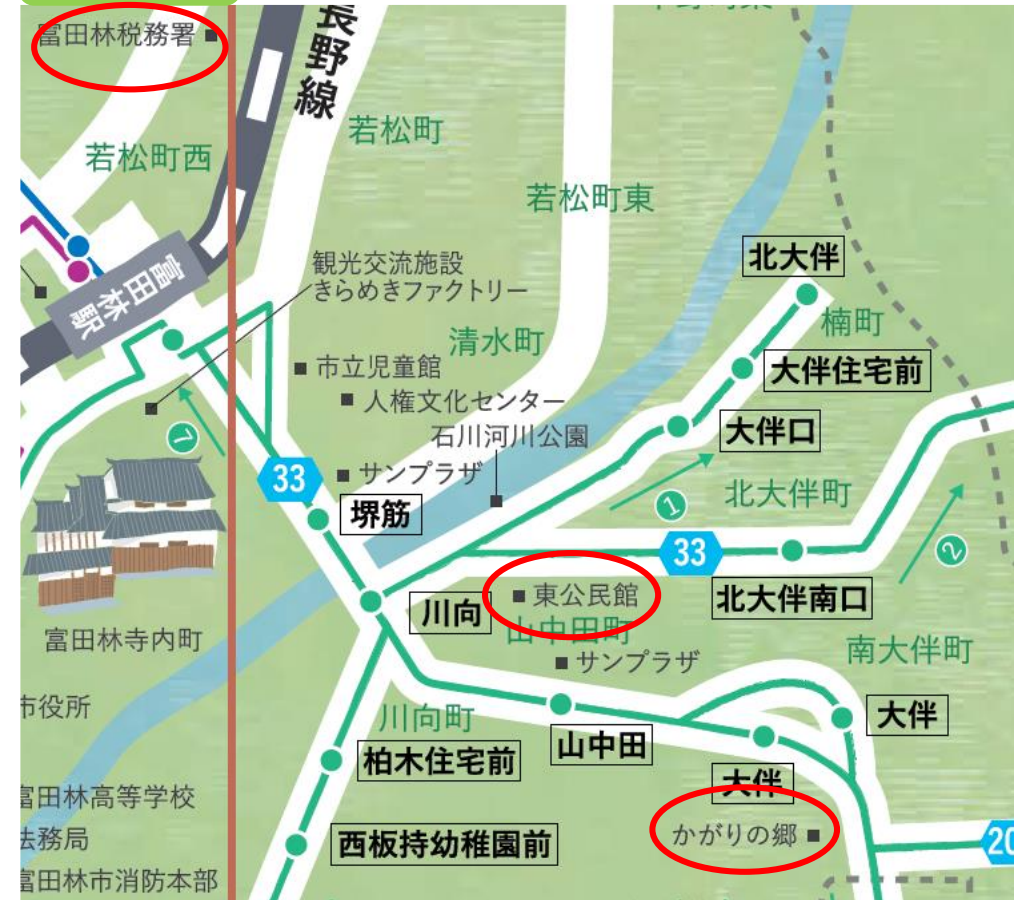 富田林税務署
長野線
若松町西
若松町
若松町東
北大伴
富田林駅
観光交流施設
きらめきファクトリー
清水町
楠町
市立児童館
大伴住宅前
人権文化センター
石川河川公園
大伴口
7
33
サンプラザ
堺筋
北大伴町
1
33
2
東公民館
川向
北大伴南口
山中田町
富田林寺内町
サンプラザ
南大伴町
市役所
川向町
大伴
山中田
柏木住宅前
大伴
富田林高等学校
かがりの郷
法務局
西板持幼稚園前
20
富田林市消防本部